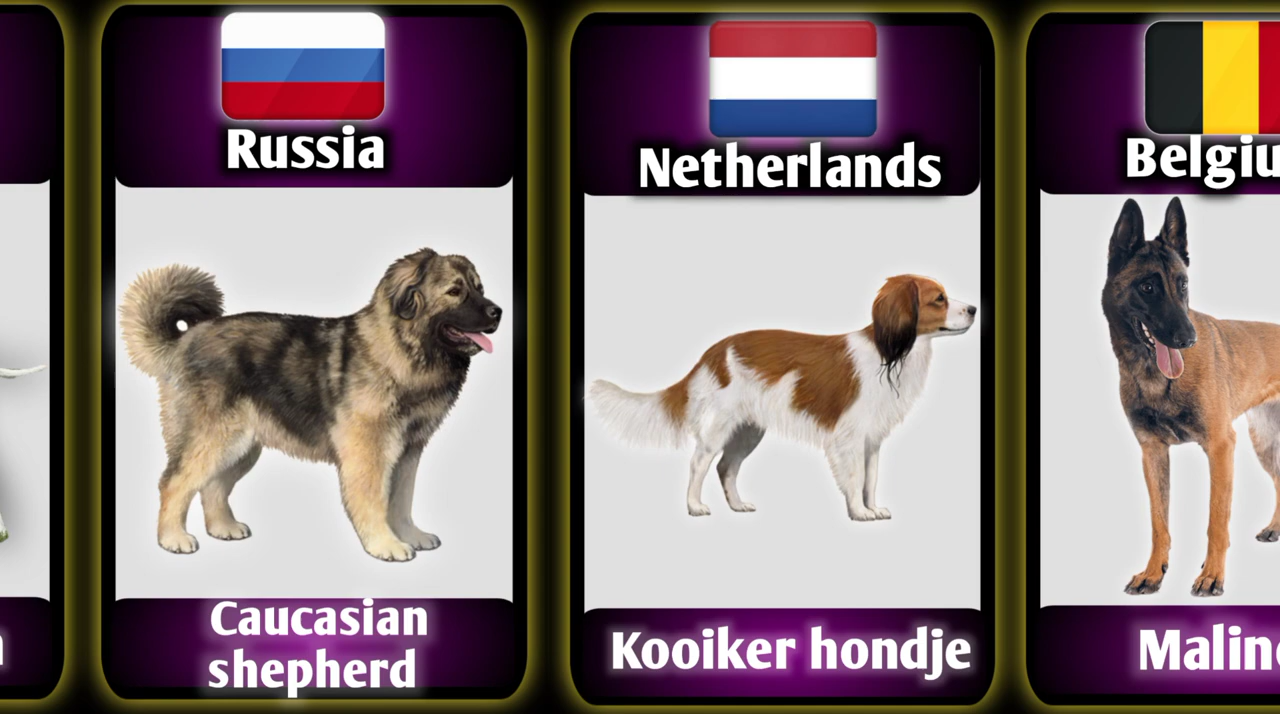 Russia
Caucasian
shepherd
Netherlands
Kooiker hondje